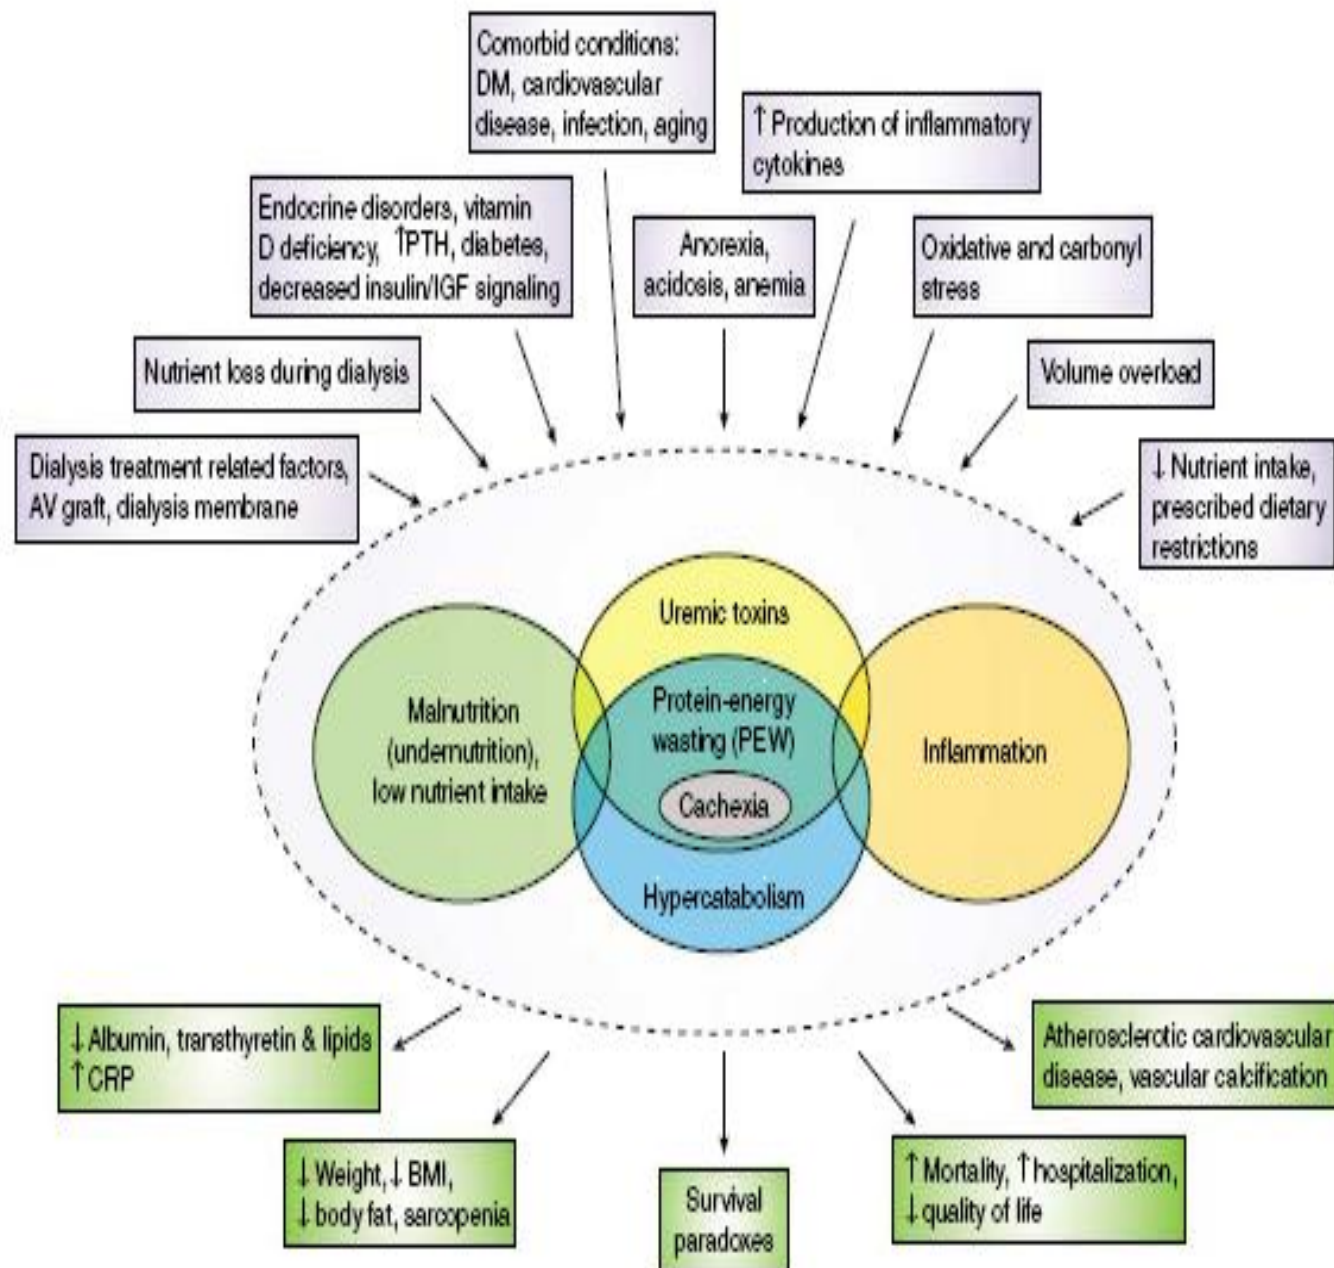 Comorbid conditions:
DM, cardiovascular
disease, infection, aging
↑ Production of inflammatory
cytokines
Endocrine disorders, vitamin
D deficiency, ↑PTH, diabetes,
decreased insulin/IGF signaling
Anorexia,
acidosis, anemia
Oxidative and carbonyl
stress
Nutrient loss during dialysis
Volume overload
Dialysis treatment related factors,
AV graft, dialysis membrane
↓ Nutrient intake,
prescribed dietary
restrictions
Uremic toxins
Malnutrition
(undernutrition),
low nutrient intake
Protein-energy
wasting (PEW)
Inflammation
Cachexia
Hypercatabolism
↓ Albumin, transthyretin & lipids
↑ CRP
Atherosclerotic cardiovascular
disease, vascular calcification
↓ Weight, ↓ BMI,
↓ body fat, sarcopenia
Survival
paradoxes
↑ Mortality, ↑ hospitalization,
↓ quality of life